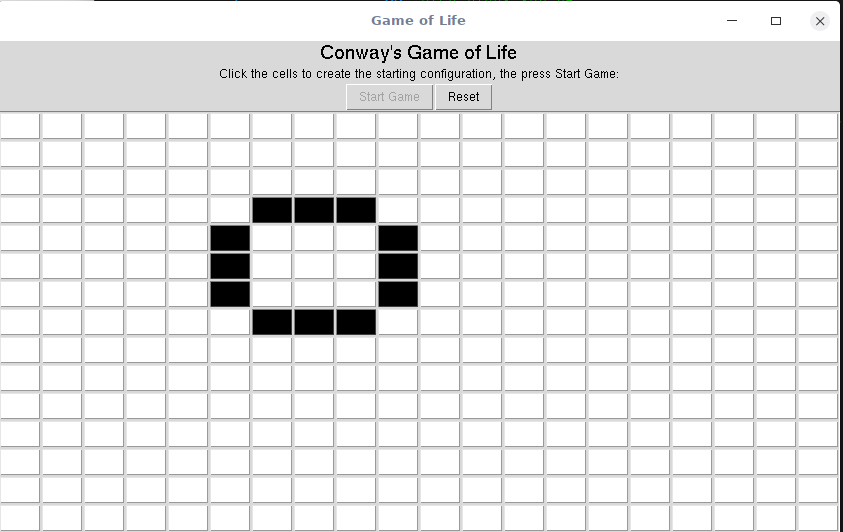 Game of Life
Conway's Game of Life
Click the cells to create the starting configuration, the press Start Game:
Start Game Reset